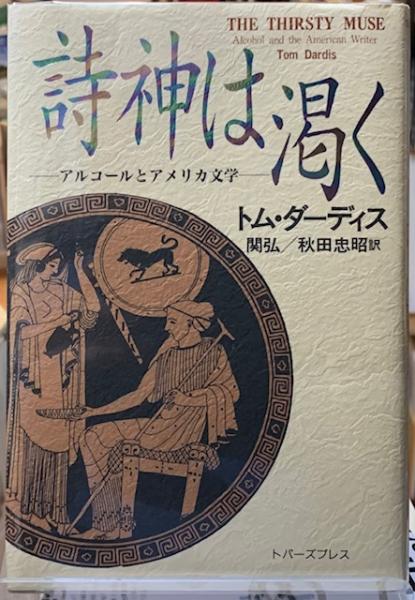 THE THIRSTY MUSE
Alcohol and the American Writer
Tom Dardis
詩神は渇く
―アルコールとアメリカ文学―
トム・ダーディス
関弘／秋田忠昭訳
トパーズプレス